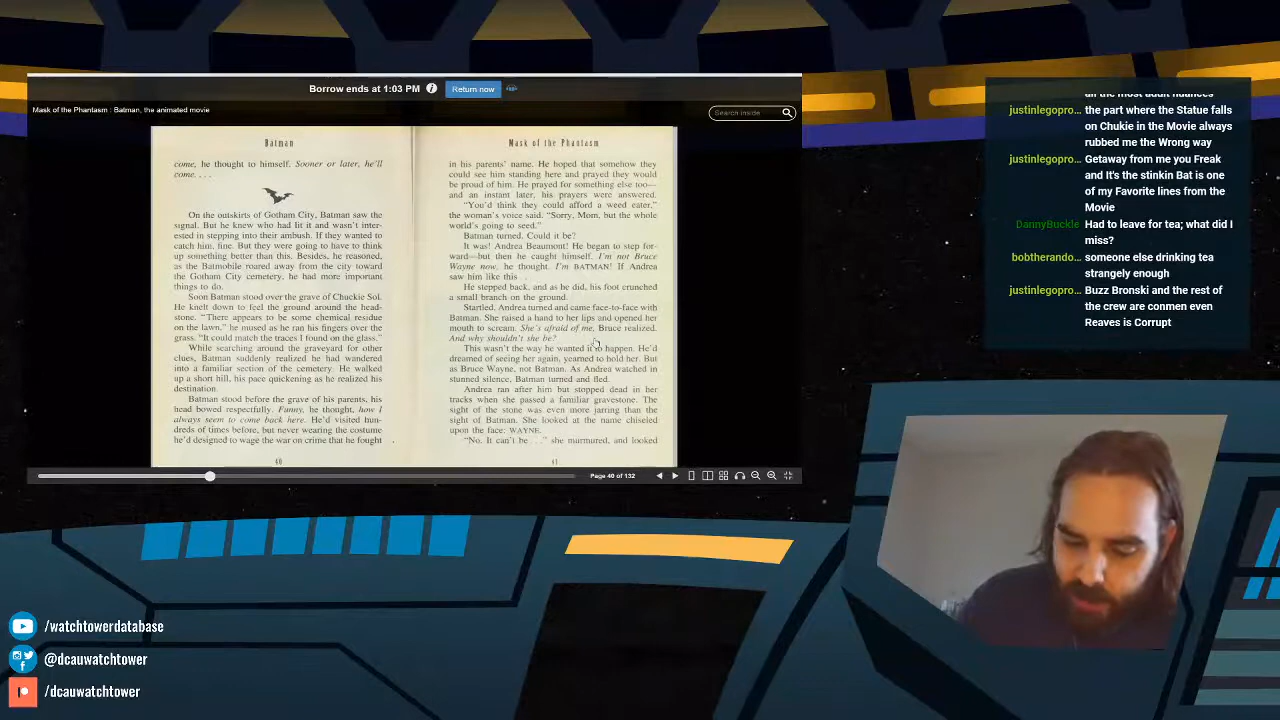 Borrow ends at 1:03 PM
Return now
Mask of the Phantasm : Batman, the animated movie
Search inside
Batman
come, he thought to himself. Sooner or later, he'll
come. . . .
On the outskirts of Gotham City, Batman saw the
signal. But he knew who had lit it and wasn't inter-
ested in stepping into their ambush. If they wanted to
catch him, fine. But they were going to have to think
up something better than this. Besides, he reasoned,
as the Batmobile roared away from the city toward
the Gotham City cemetery, he had more important
things to do.
Soon Batman stood over the grave of Chuckie Sol.
He knelt down to feel the ground around the head-
stone. "There appears to be some chemical residue
on the lawn," he mused as he ran his fingers over the
grass. "It could match the traces I found on the glass."
While searching around the graveyard for other
clues, Batman suddenly realized he had wandered
into a familiar section of the cemetery. He walked
up a short hill, his pace quickening as he realized his
destination.
Batman stood before the grave of his parents, his
head bowed respectfully. Funny, he thought, how I
always seem to come back here. He'd visited hun-
dreds of times before, but never wearing the costume
he'd designed to wage the war on crime that he fought
40
Mask of the Phantasm
in his parents' name. He hoped that somehow they
could see him standing here and prayed they would
be proud of him. He prayed for something else too—
and an instant later, his prayers were answered.
"You'd think they could afford a weed eater,"
the woman's voice said. "Sorry, Mom, but the whole
world's going to seed."
Batman turned. Could it be?
It was! Andrea Beaumont! He began to step for-
ward—but then he caught himself. I'm not Bruce
Wayne now, he thought. I'm BATMAN! If Andrea
saw him like this . .
He stepped back, and as he did, his foot crunched
a small branch on the ground.
Startled, Andrea turned and came face-to-face with
Batman. She raised a hand to her lips and opened her
mouth to scream. She's afraid of me, Bruce realized.
And why shouldn't she be?
This wasn't the way he wanted it to happen. He'd
dreamed of seeing her again, yearned to hold her. But
as Bruce Wayne, not Batman. As Andrea watched in
stunned silence, Batman turned and fled.
Andrea ran after him but stopped dead in her
tracks when she passed a familiar gravestone. The
sight of the stone was even more jarring than the
sight of Batman. She looked at the name chiseled
upon the face: WAYNE.
"No. It can't be . . ." she murmured, and looked
41
Page 40 of 132
all the most adult nuances
justinlegopro... the part where the Statue falls
on Chukie in the Movie always
rubbed me the Wrong way
justinlegopro... Getaway from me you Freak
and It's the stinkin Bat is one
of my Favorite lines from the
Movie
DannyBuckle Had to leave for tea; what did I
miss?
bobtherando... someone else drinking tea
strangely enough
justinlegopro... Buzz Bronski and the rest of
the crew are conmen even
Reaves is Corrupt
/watchtowerdatabase
@dcauwatchtower
/dcauwatchtower